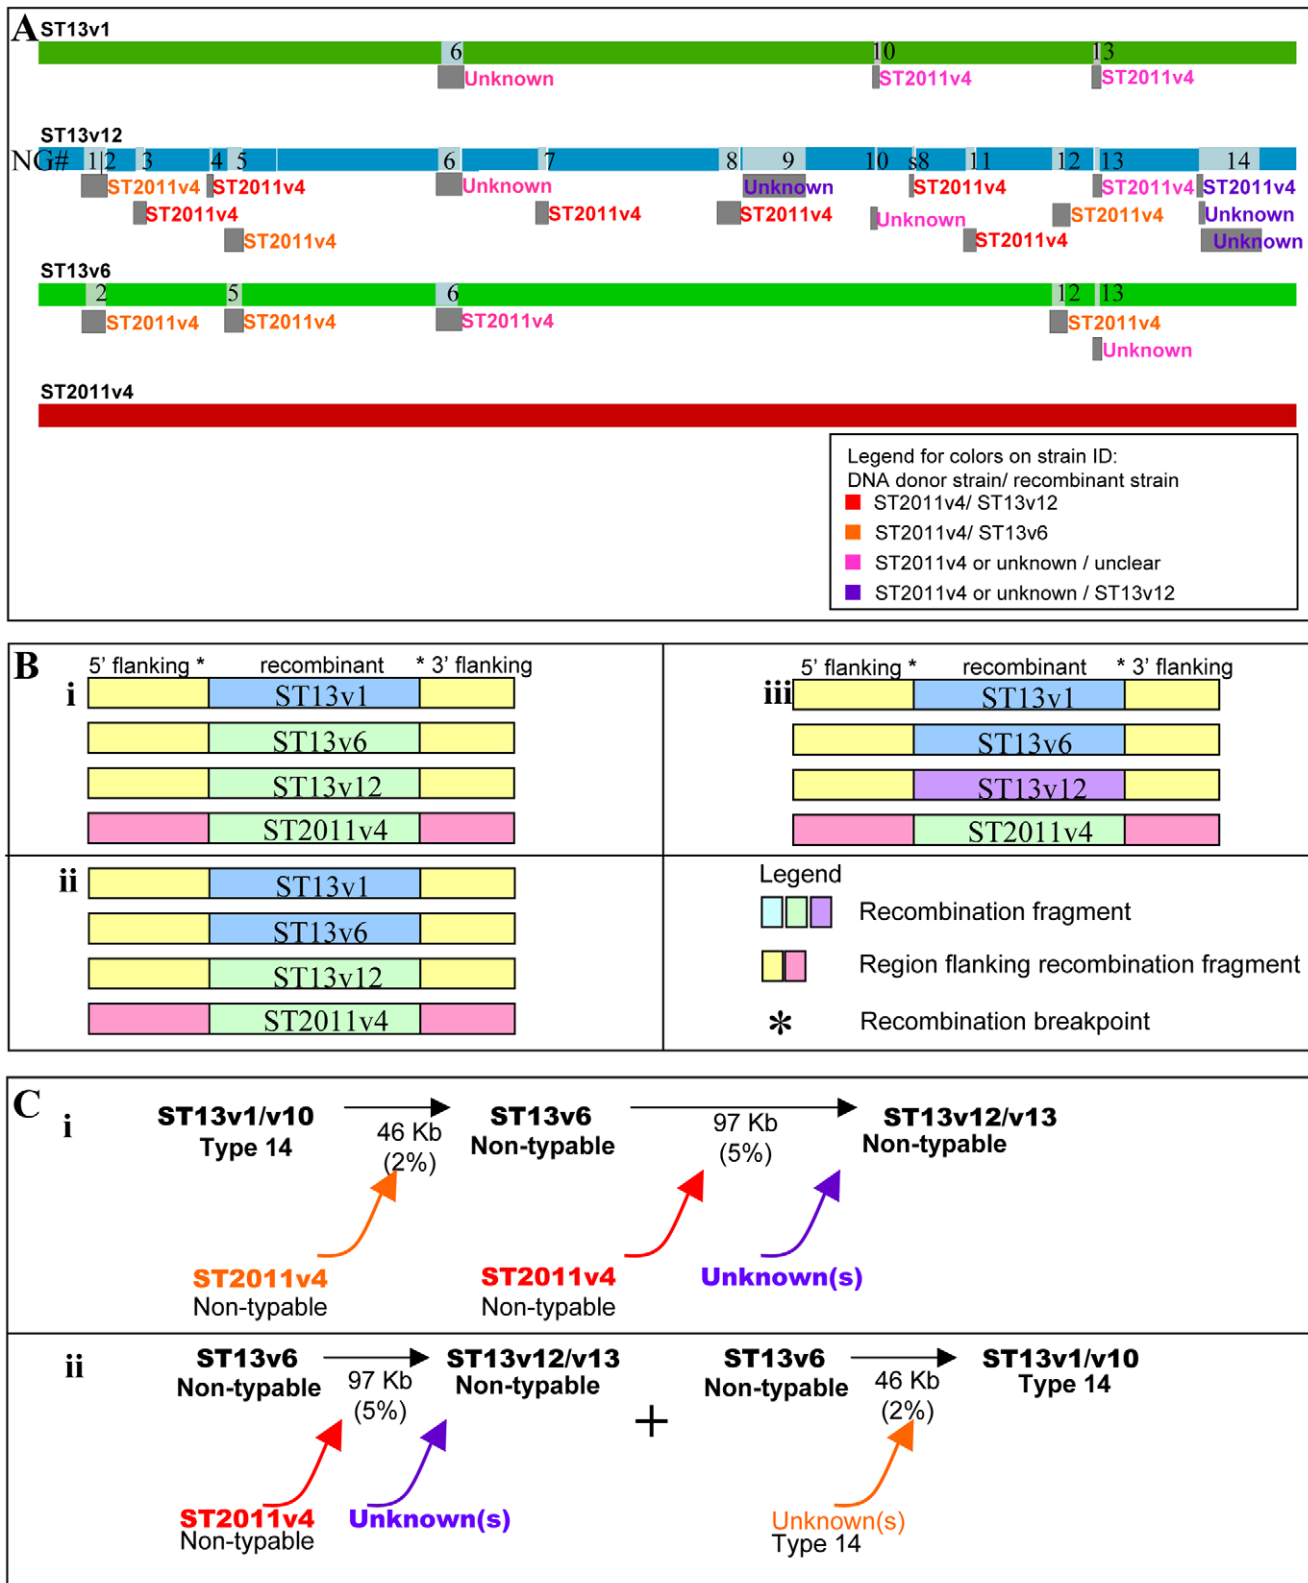 A
ST13v1
6 10 13
Unknown ST2011v4 ST2011v4
ST13v12
NG# 1 2 3 4 5 6 7 8 9 10 s8 11 12 13 14
ST2011v4 ST2011v4 Unknown Unknown ST2011v4 ST2011v4 ST2011v4
ST2011v4 ST2011v4 ST2011v4 Unknown ST2011v4 Unknown
ST2011v4 ST2011v4 Unknown
ST13v6
2 5 6 12 13
ST2011v4 ST2011v4 ST2011v4 ST2011v4
Unknown
ST2011v4
Legend for colors on strain ID:
DNA donor strain/ recombinant strain
ST2011v4/ ST13v12
ST2011v4/ ST13v6
ST2011v4 or unknown / unclear
ST2011v4 or unknown / ST13v12
B
5' flanking * recombinant * 3' flanking
i
ST13v1
ST13v6
ST13v12
ST2011v4
5' flanking * recombinant * 3' flanking
iii
ST13v1
ST13v6
ST13v12
ST2011v4
ii
ST13v1
ST13v6
ST13v12
ST2011v4
Legend
Recombination fragment
Region flanking recombination fragment
* Recombination breakpoint
C
i
ST13v1/v10 ST13v6 ST13v12/v13
Type 14 Non-typable Non-typable
46 Kb 97 Kb
(2%) (5%)
ST2011v4 ST2011v4 Unknown(s)
Non-typable Non-typable
ii
ST13v6 ST13v12/v13 ST13v6 ST13v1/v10
Non-typable Non-typable Non-typable Type 14
97 Kb 46 Kb
(5%) (2%)
+
ST2011v4 Unknown(s) Unknown(s)
Non-typable Type 14